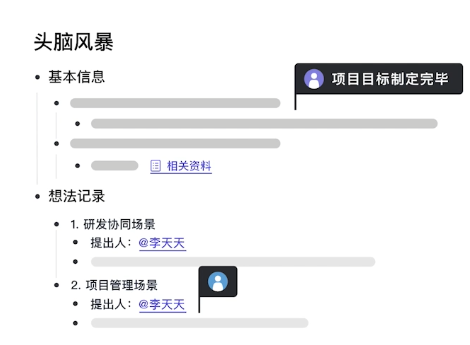 头脑风暴
基本信息
项目目标制定完毕
相关资料
想法记录
1. 研发协同场景
提出人：@李天天
2. 项目管理场景
提出人：@李天天